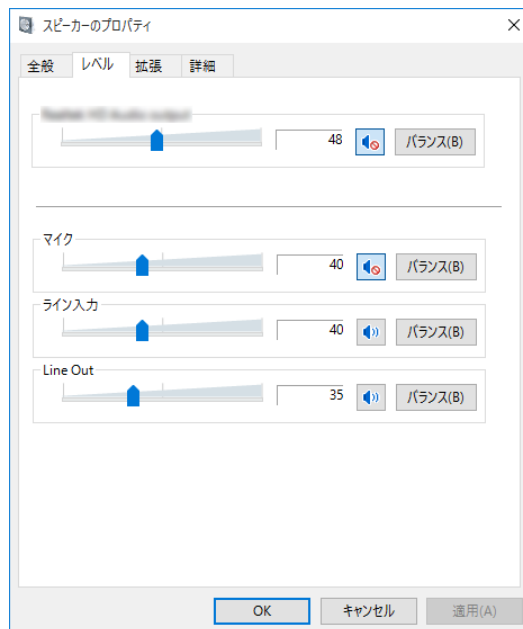 スピーカーのプロパティ
全般 レベル 拡張 詳細
48 バランス(B)
マイク
40 バランス(B)
ライン入力
40 バランス(B)
Line Out
35 バランス(B)
OK キャンセル 適用(A)